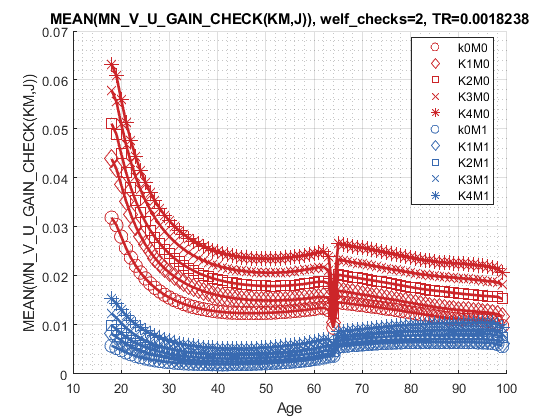 MEAN(MN_V_U_GAIN_CHECK(KM,J)), welf_checks=2, TR=0.0018238
MEAN(MN_V_U_GAIN_CHECK(KM,J))
0.07
0.06
0.05
0.04
0.03
0.02
0.01
0
10 20 30 40 50 60 70 80 90 100
Age
k0M0
K1M0
K2M0
K3M0
K4M0
k0M1
K1M1
K2M1
K3M1
K4M1